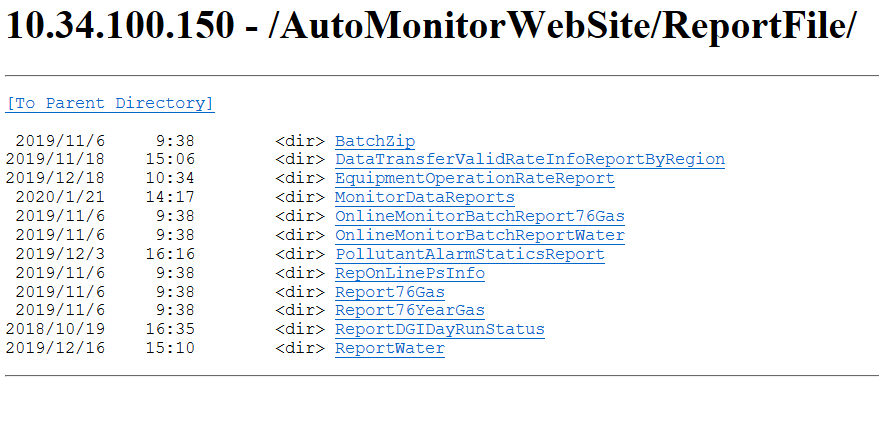 10.34.100.150 - /AutoMonitorWebSite/ReportFile/
[To Parent Directory]
2019/11/6 9:38 <dir> BatchZip
2019/11/18 15:06 <dir> DataTransferValidRateInfoReportByRegion
2019/12/18 10:34 <dir> EquipmentOperationRateReport
2020/1/21 14:17 <dir> MonitorDataReports
2019/11/6 9:38 <dir> OnlineMonitorBatchReport76Gas
2019/11/6 9:38 <dir> OnlineMonitorBatchReportWater
2019/12/3 16:16 <dir> PollutantAlarmStaticsReport
2019/11/6 9:38 <dir> RepOnLinePsInfo
2019/11/6 9:38 <dir> Report76Gas
2019/11/6 9:38 <dir> Report76YearGas
2018/10/19 16:35 <dir> ReportDGIDayRunStatus
2019/12/16 15:10 <dir> ReportWater